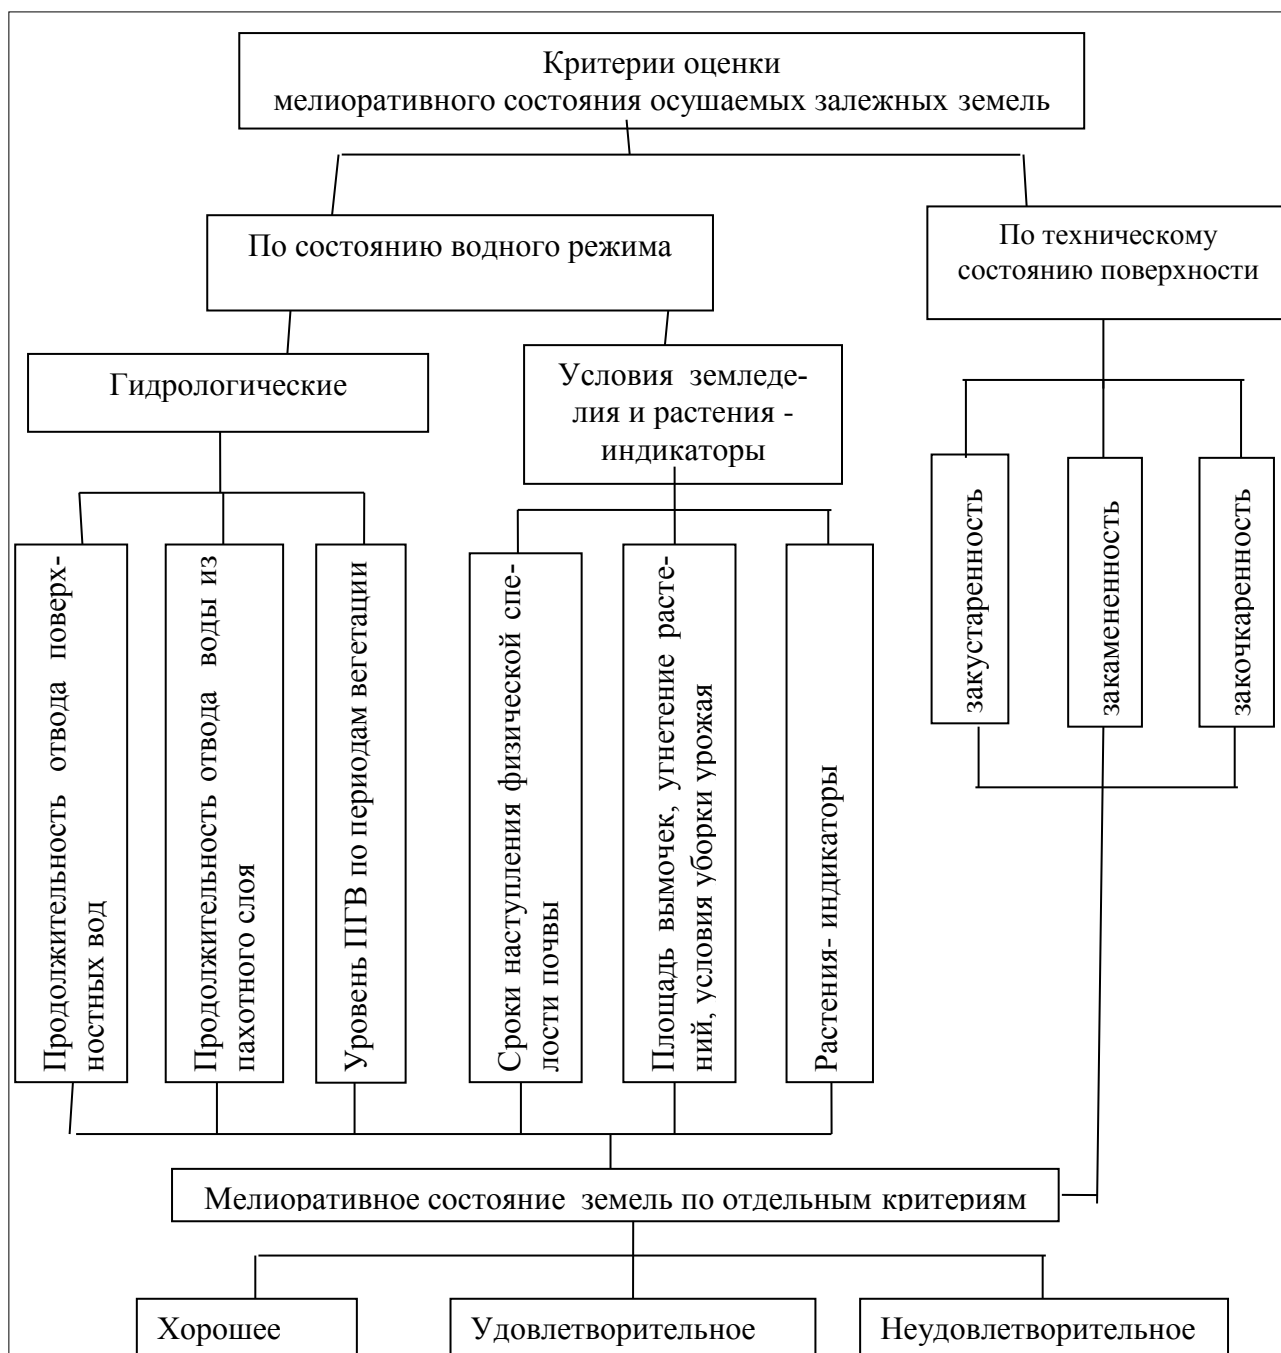 Критерии оценки
мелиоративного состояния осушаемых залежных земель
По состоянию водного режима
По техническому
состоянию поверхности
Гидрологические
Условия земледе-
лия и растения -
индикаторы
Продолжительность отвода поверх-
ностных вод
Продолжительность отвода воды из
пахотного слоя
Уровень ПГВ по периодам вегетации
Сроки наступления физической спе-
лости почвы
Площадь вымочек, угнетение расте-
ний, условия уборки урожая
Растения- индикаторы
закустаренность
закамененность
закочкаренность
Мелиоративное состояние земель по отдельным критериям
Хорошее
Удовлетворительное
Неудовлетворительное